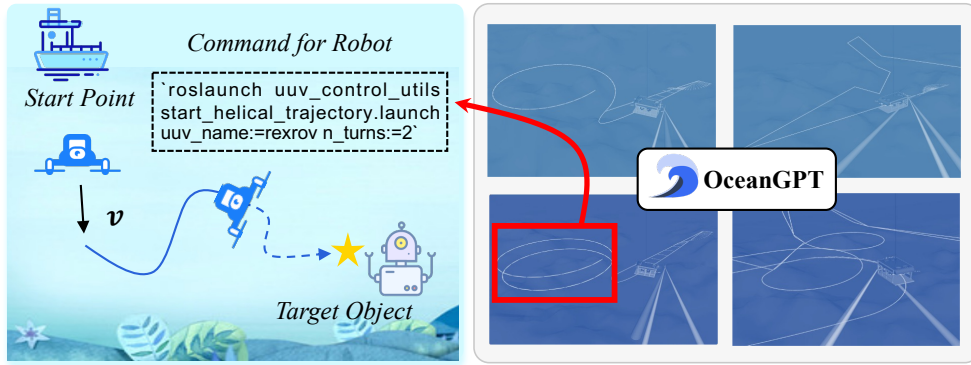 Command for Robot
Start Point
`roslaunch uuv_control_utils
start_helical_trajectory.launch
uuv_name:=rexrov n_turns:=2`
v
Target Object
OceanGPT